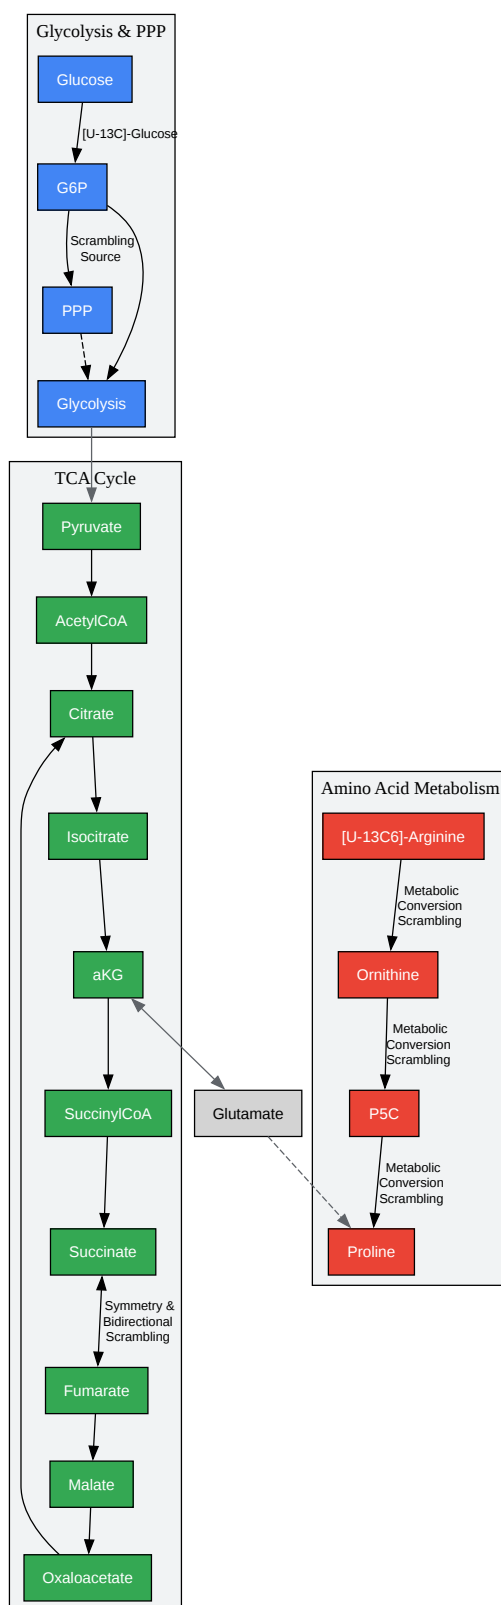 Glycolysis & PPP
Glucose
[U-13C]-Glucose
G6P
Scrambling
Source
PPP
Glycolysis
TCA Cycle
Pyruvate
AcetylCoA
Citrate
Isocitrate
aKG
SuccinylCoA
Succinate
Symmetry &
Bidirectional
Scrambling
Fumarate
Malate
Oxaloacetate
Glutamate
Amino Acid Metabolism
[U-13C6]-Arginine
Metabolic
Conversion
Scrambling
Ornithine
Metabolic
Conversion
Scrambling
P5C
Metabolic
Conversion
Scrambling
Proline